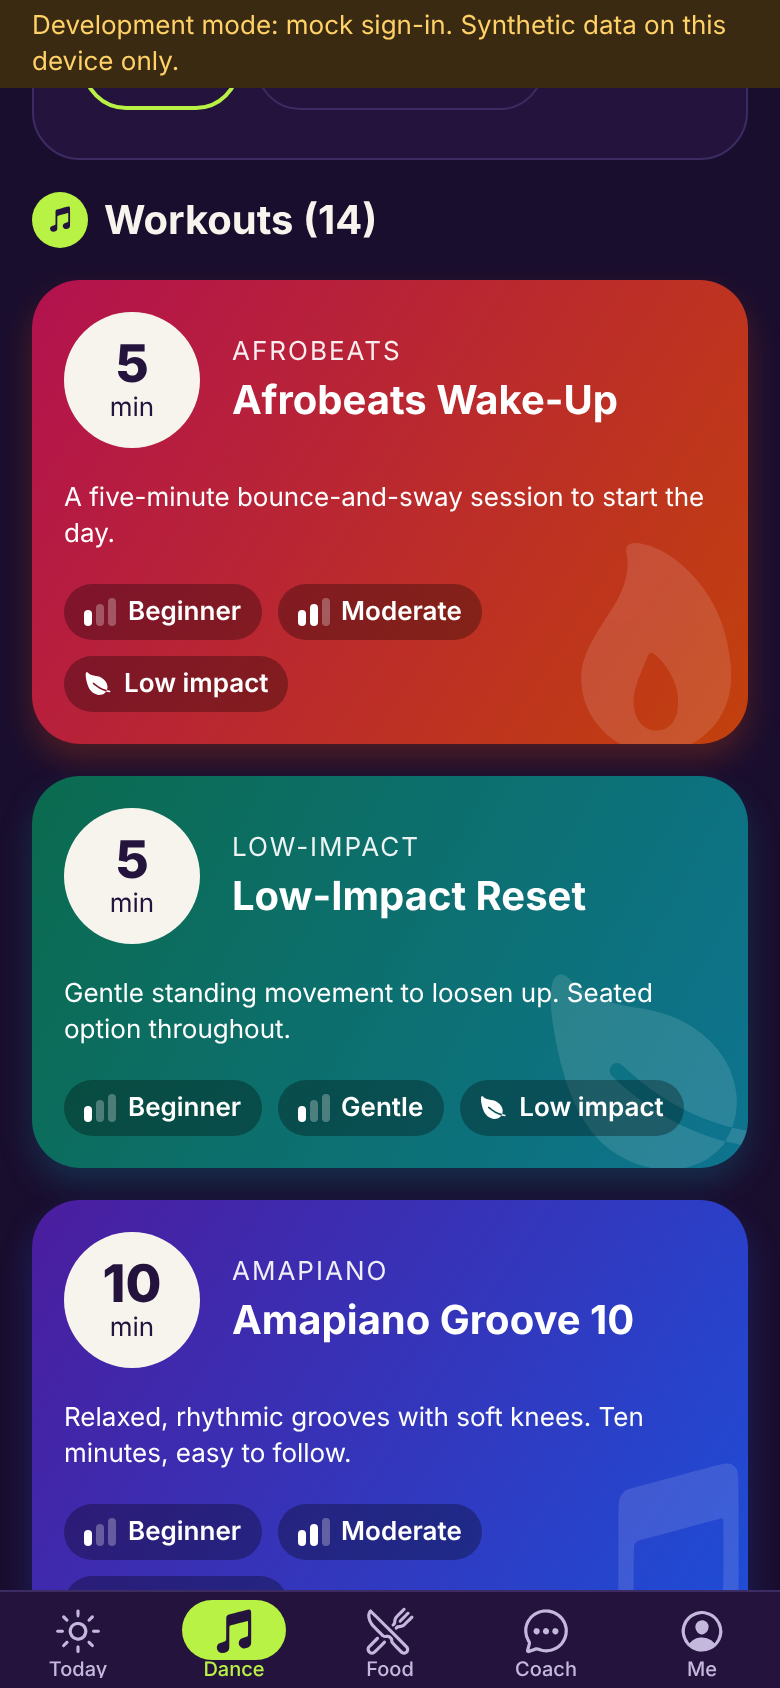 Development mode: mock sign-in. Synthetic data on this
device only.
Workouts (14)
5
min
AFROBEATS
Afrobeats Wake-Up
A five-minute bounce-and-sway session to start the
day.
Beginner
Moderate
Low impact
5
min
LOW-IMPACT
Low-Impact Reset
Gentle standing movement to loosen up. Seated
option throughout.
Beginner
Gentle
Low impact
10
min
AMAPIANO
Amapiano Groove 10
Relaxed, rhythmic grooves with soft knees. Ten
minutes, easy to follow.
Beginner
Moderate
Today
Dance
Food
Coach
Me